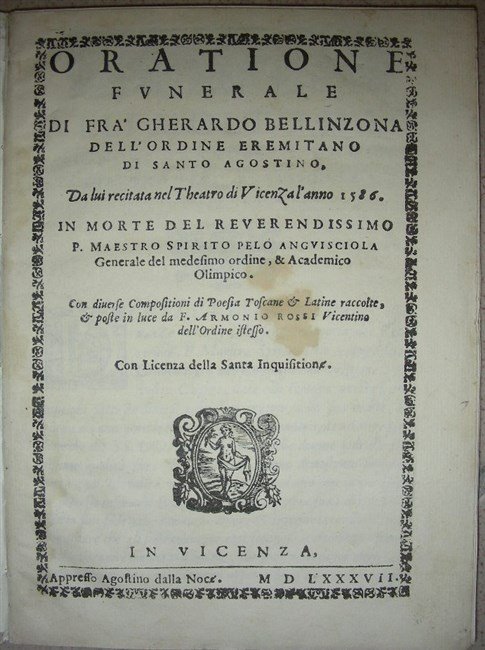 ORATIONE
FVNERALE
DI FRA' GHERARDO BELLINZONA
DELL'ORDINE EREMITANO
DI SANTO AGOSTINO,
Da lui recitata nel Theatro di Vicenza l'anno 1586.
IN MORTE DEL REVERENDISSIMO
P. MAESTRO SPIRITO PELO ANGVISCIOLA
Generale del medesimo ordine, & Academico
Olimpico.
Con diuerse Compositioni di Poesia Toscane & Latine raccolte,
& poste in luce da F. ARMONIO ROSSI Vicentino
dell'Ordine istesso.
Con Licenza della Santa Inquisitione.
IN VICENZA,
Appresso Agostino dalla Noce. M D LXXXVII.